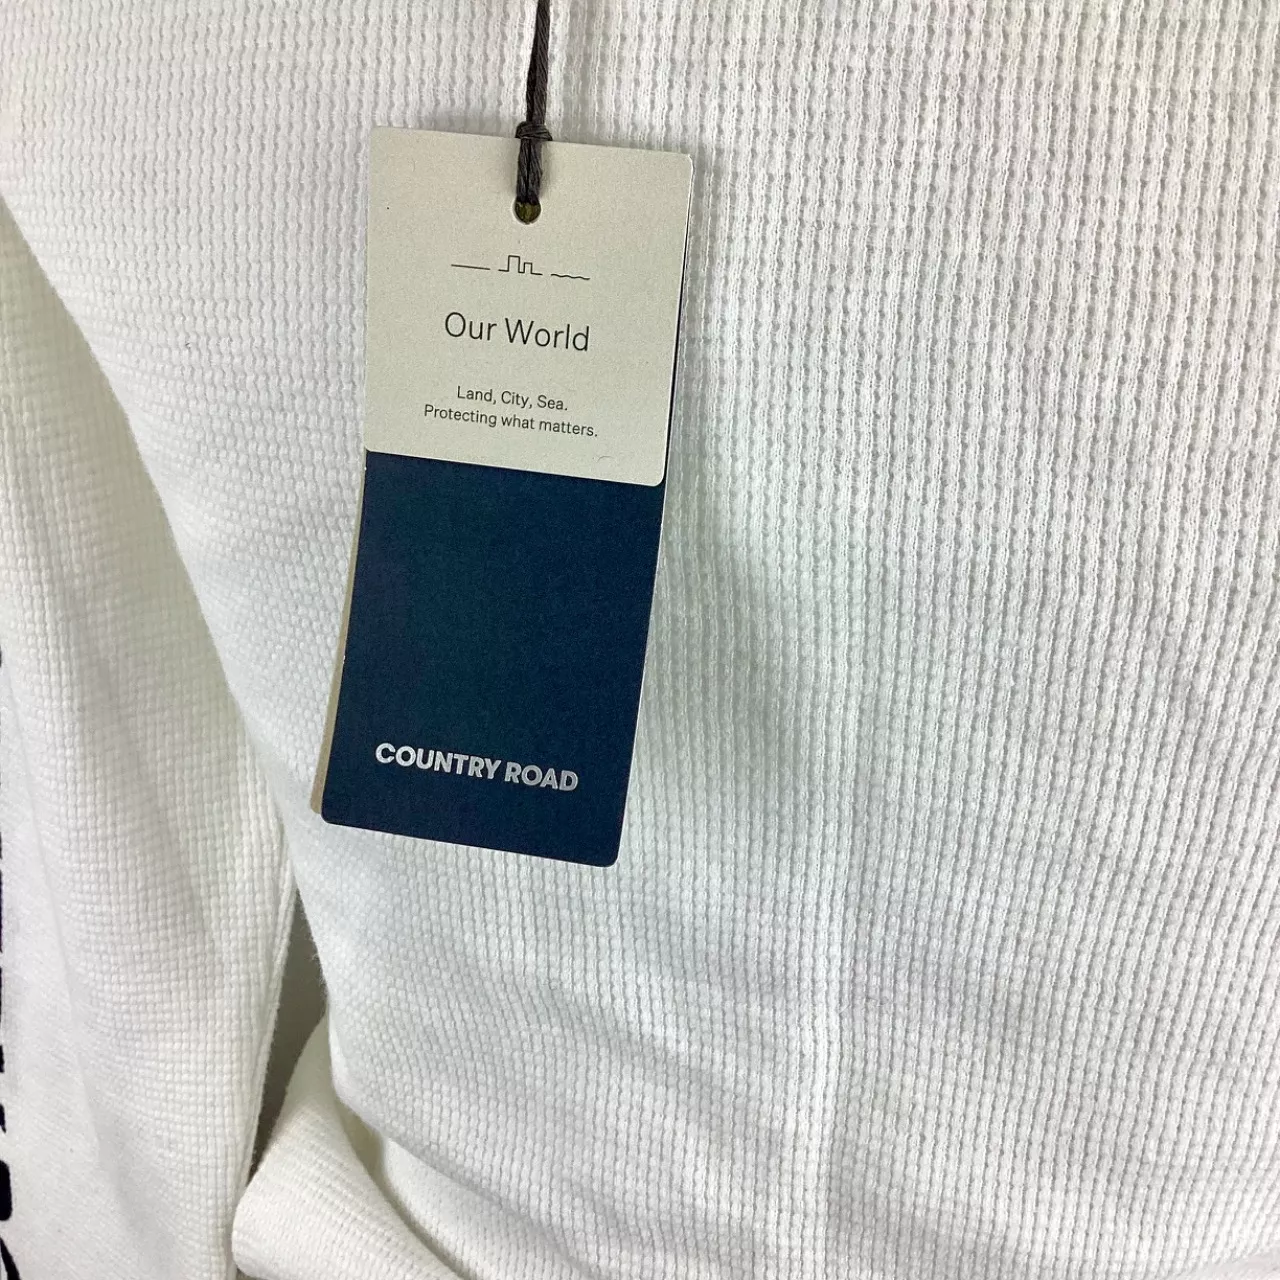 Our World
Land, City, Sea.
Protecting what matters.
COUNTRY ROAD